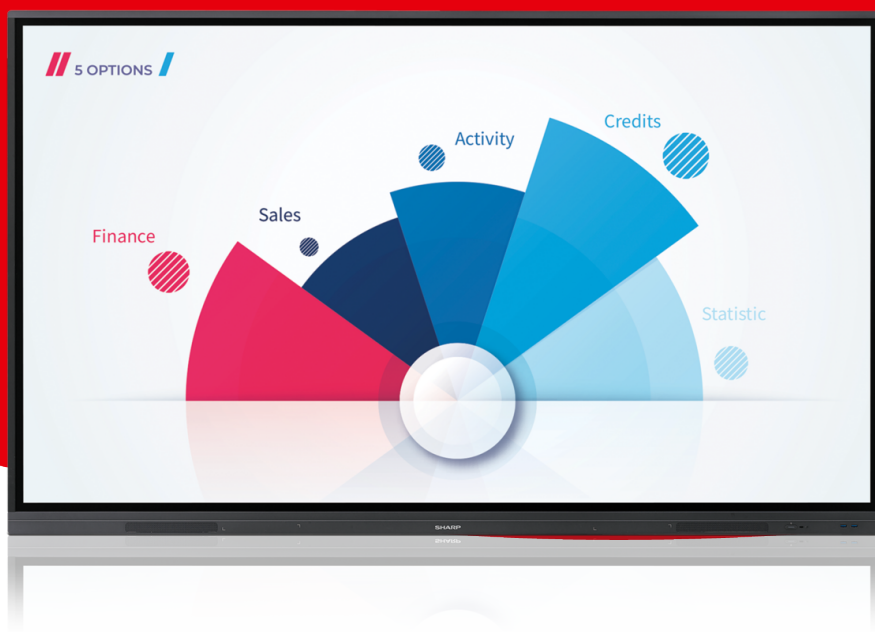 5 OPTIONS
Finance
Sales
Activity
Credits
Statistic
SHARP